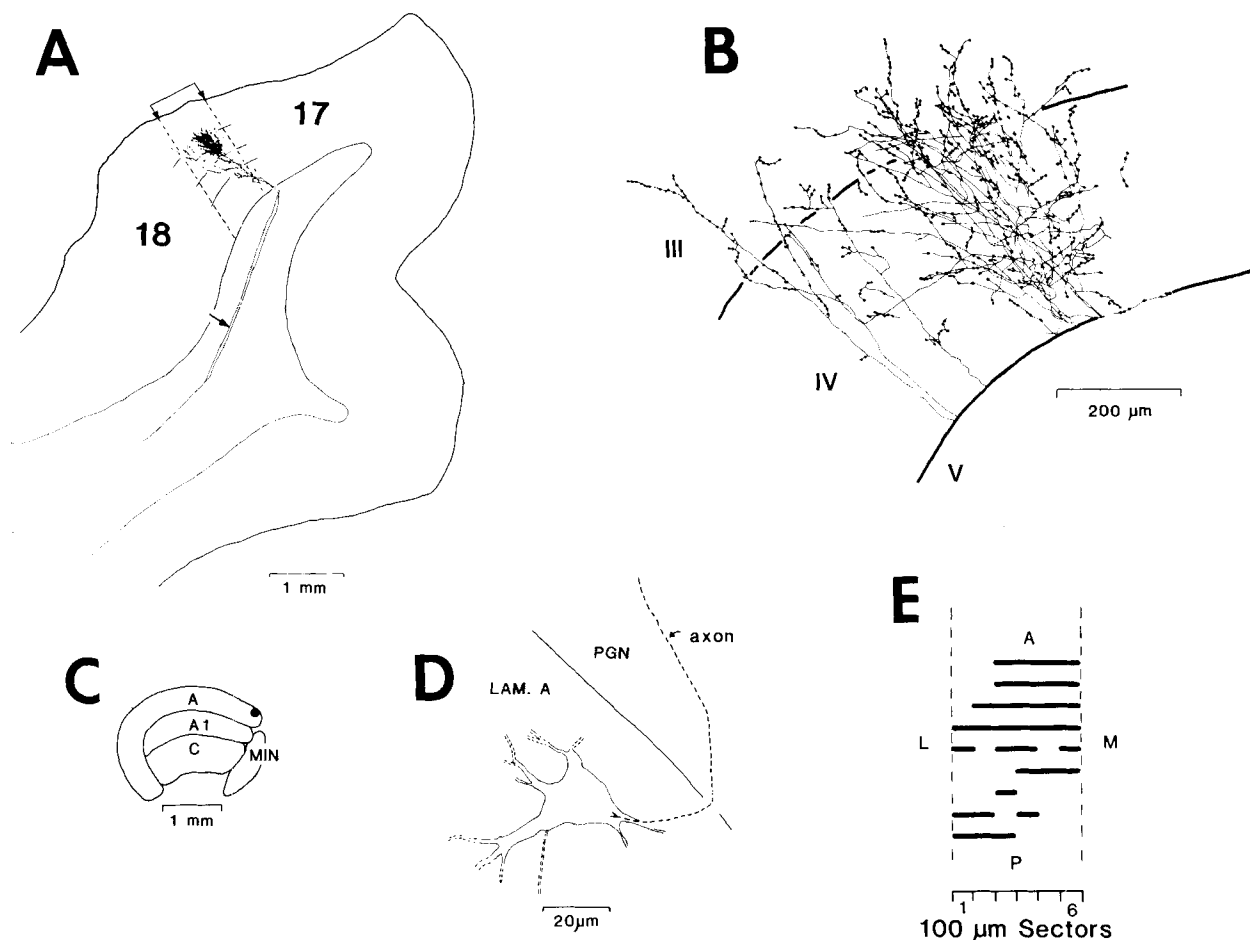 A
17
18
1 mm
B
III
IV
V
200 µm
C
A
A1
C
MIN
1 mm
D
axon
PGN
LAM. A
20µm
E
A
L
M
P
1
6
100 µm Sectors